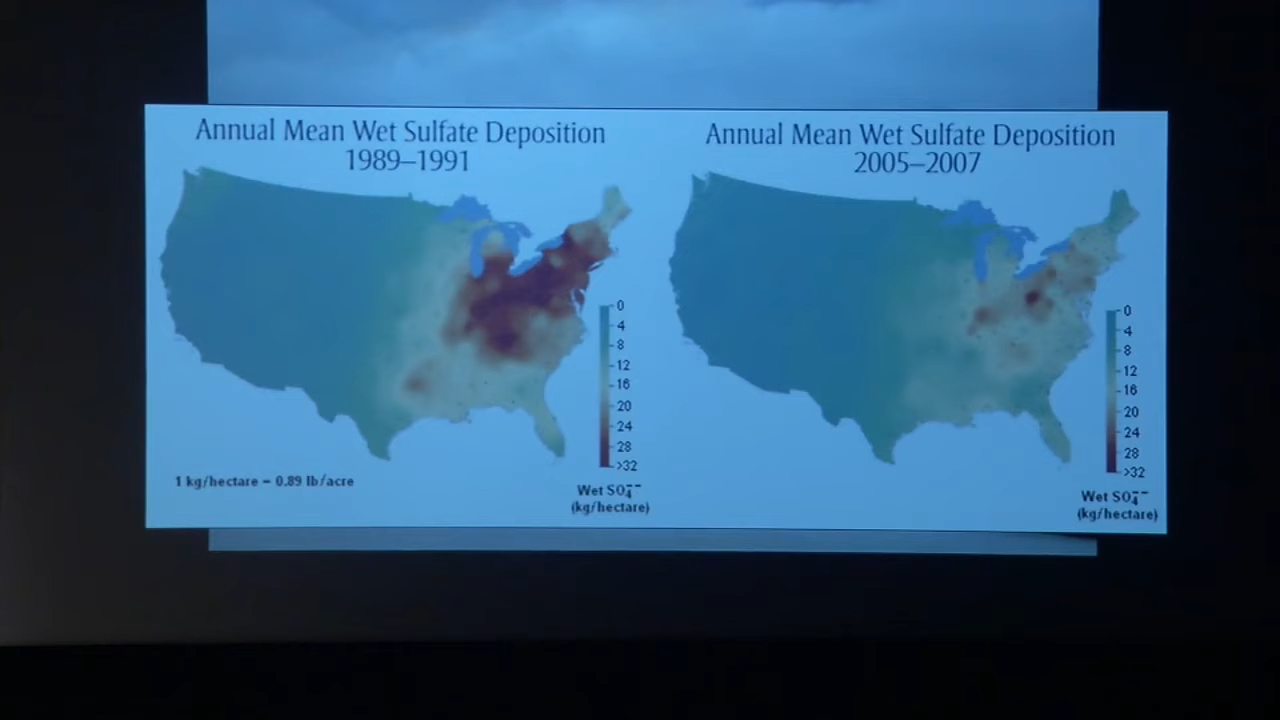 Annual Mean Wet Sulfate Deposition
1989–1991
0
4
8
12
16
20
24
28
>32
1 kg/hectare = 0.89 lb/acre
Wet SO₄⁻⁻
(kg/hectare)
Annual Mean Wet Sulfate Deposition
2005–2007
0
4
8
12
16
20
24
28
>32
Wet SO₄⁻⁻
(kg/hectare)